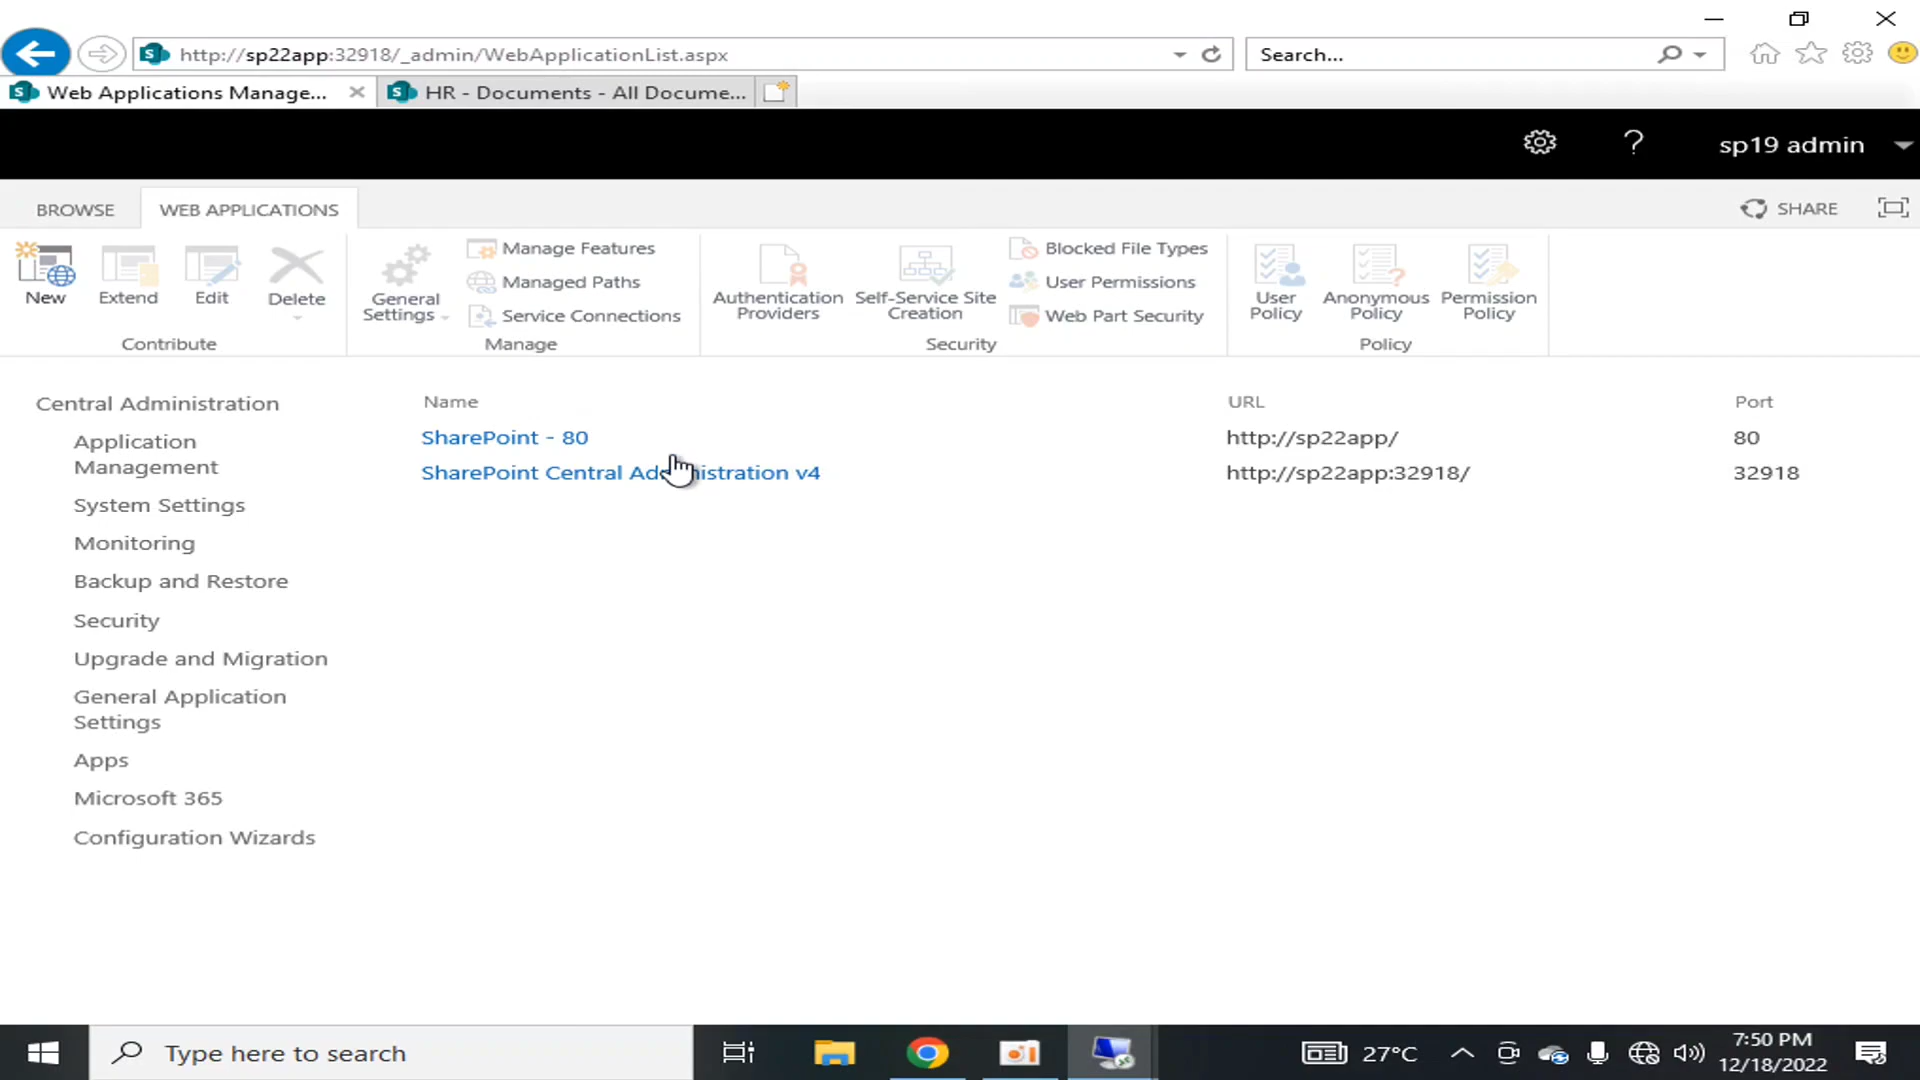 http://sp22app:32918/_admin/WebApplicationList.aspx
Search...
Web Applications Manage...
HR - Documents - All Docume...
?
sp19 admin
BROWSE
WEB APPLICATIONS
SHARE
New
Extend
Edit
Delete
Contribute
General
Settings
Manage Features
Managed Paths
Service Connections
Manage
Authentication
Providers
Self-Service Site
Creation
Blocked File Types
User Permissions
Web Part Security
Security
User
Policy
Anonymous
Policy
Permission
Policy
Policy
Central Administration
Application
Management
System Settings
Monitoring
Backup and Restore
Security
Upgrade and Migration
General Application
Settings
Apps
Microsoft 365
Configuration Wizards
Name URL Port
SharePoint - 80 http://sp22app/ 80
SharePoint Central Administration v4 http://sp22app:32918/ 32918
Type here to search
27°C
7:50 PM
12/18/2022